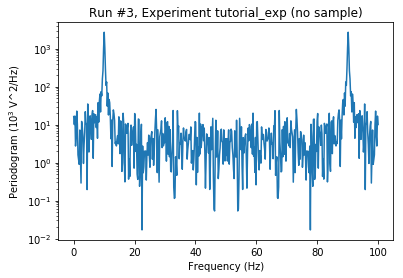 Run #3, Experiment tutorial_exp (no sample)
Periodogram (10³ V^2/Hz)
10³
10²
10¹
10⁰
10⁻¹
10⁻²
0 20 40 60 80 100
Frequency (Hz)